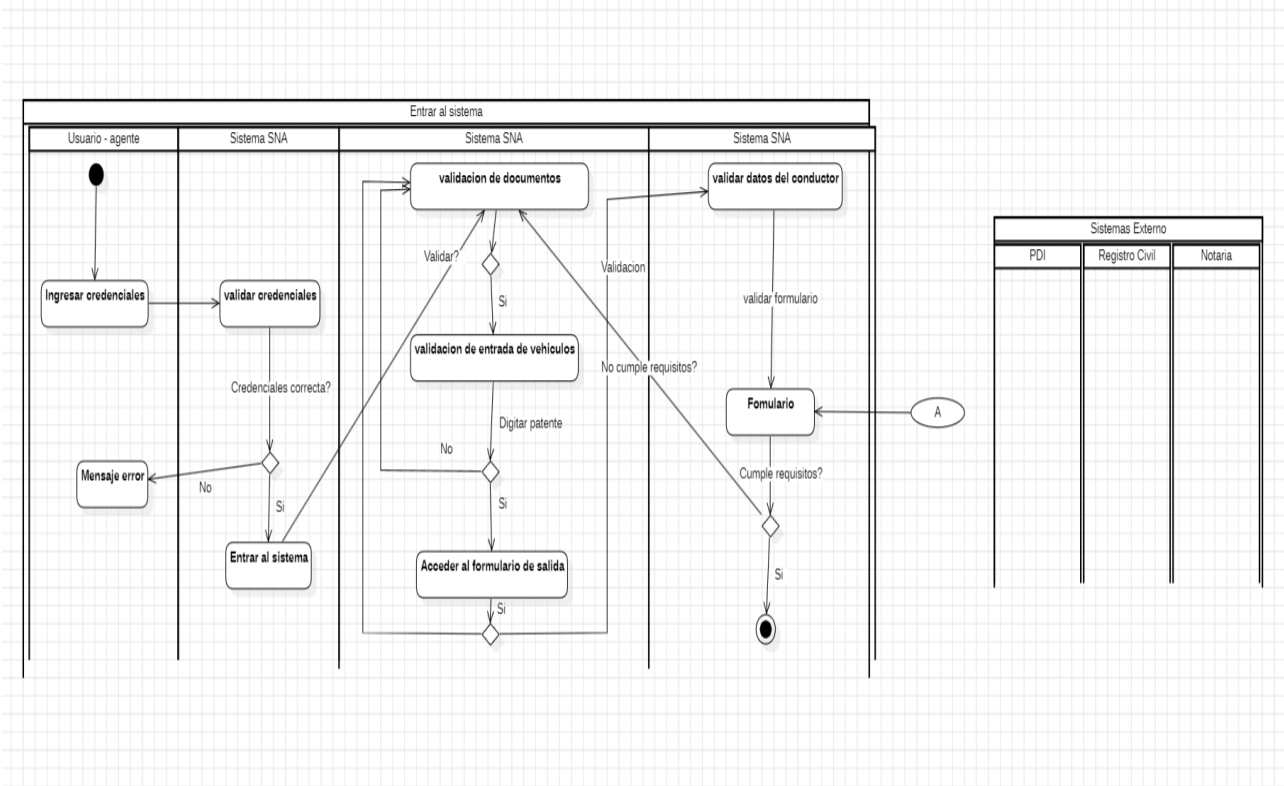 Entrar al sistema
Usuario - agente
Sistema SNA
Sistema SNA
Sistema SNA
Ingresar credenciales
validar credenciales
Credenciales correcta?
No
Si
Mensaje error
Entrar al sistema
validacion de documentos
Validar?
Si
validacion de entrada de vehiculos
Digitar patente
No
Si
Acceder al formulario de salida
Si
Validacion
No cumple requisitos?
validar datos del conductor
validar formulario
Fomulario
A
Cumple requisitos?
Si
Sistemas Externo
PDI
Registro Civil
Notaria